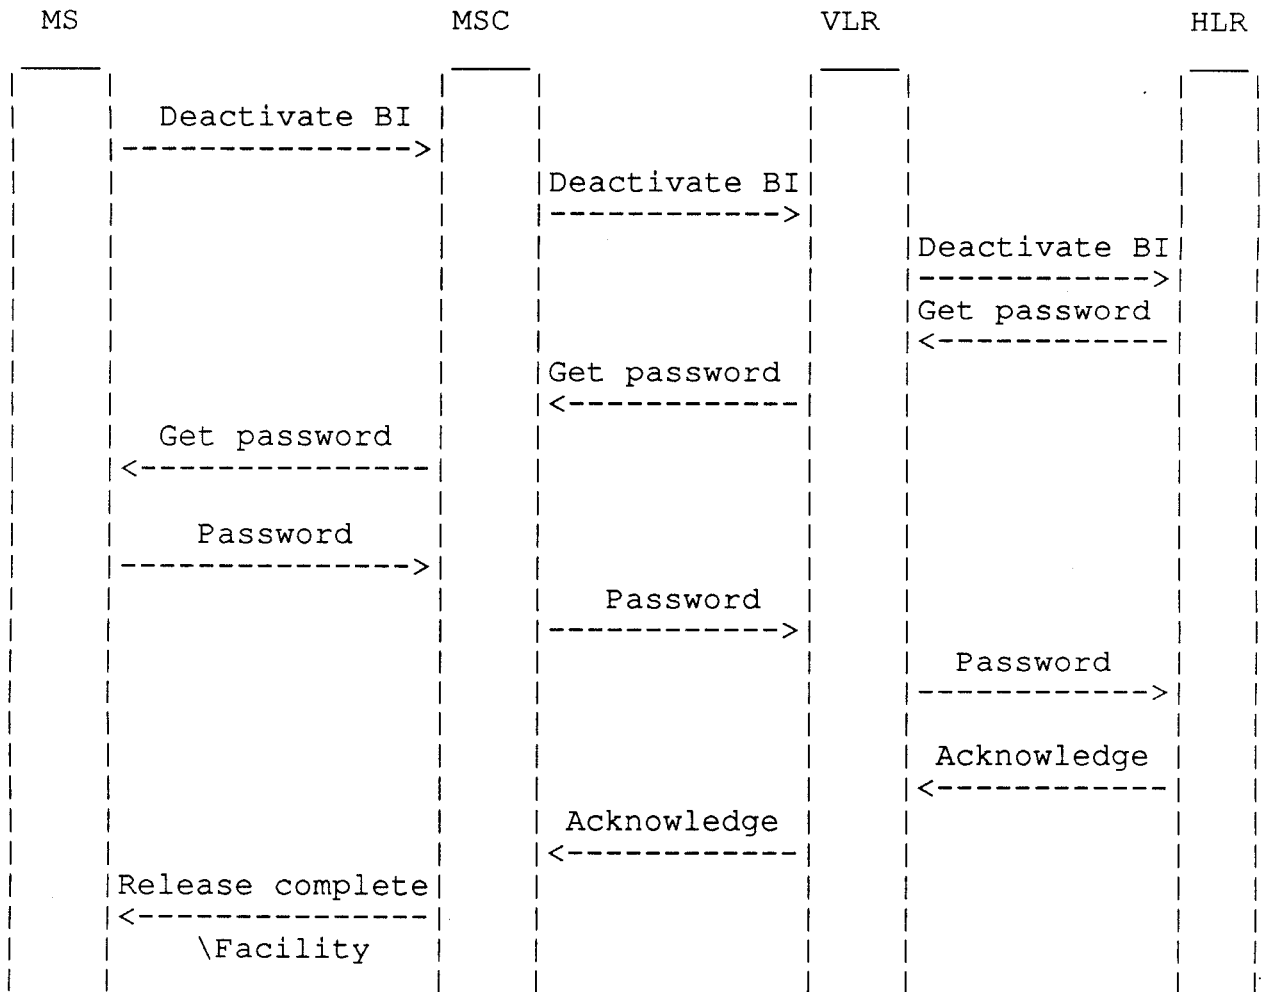 MS MSC VLR HLR
Deactivate BI
Deactivate BI
Deactivate BI
Get password
Get password
Get password
Password
Password
Password
Acknowledge
Acknowledge
Release complete
\Facility